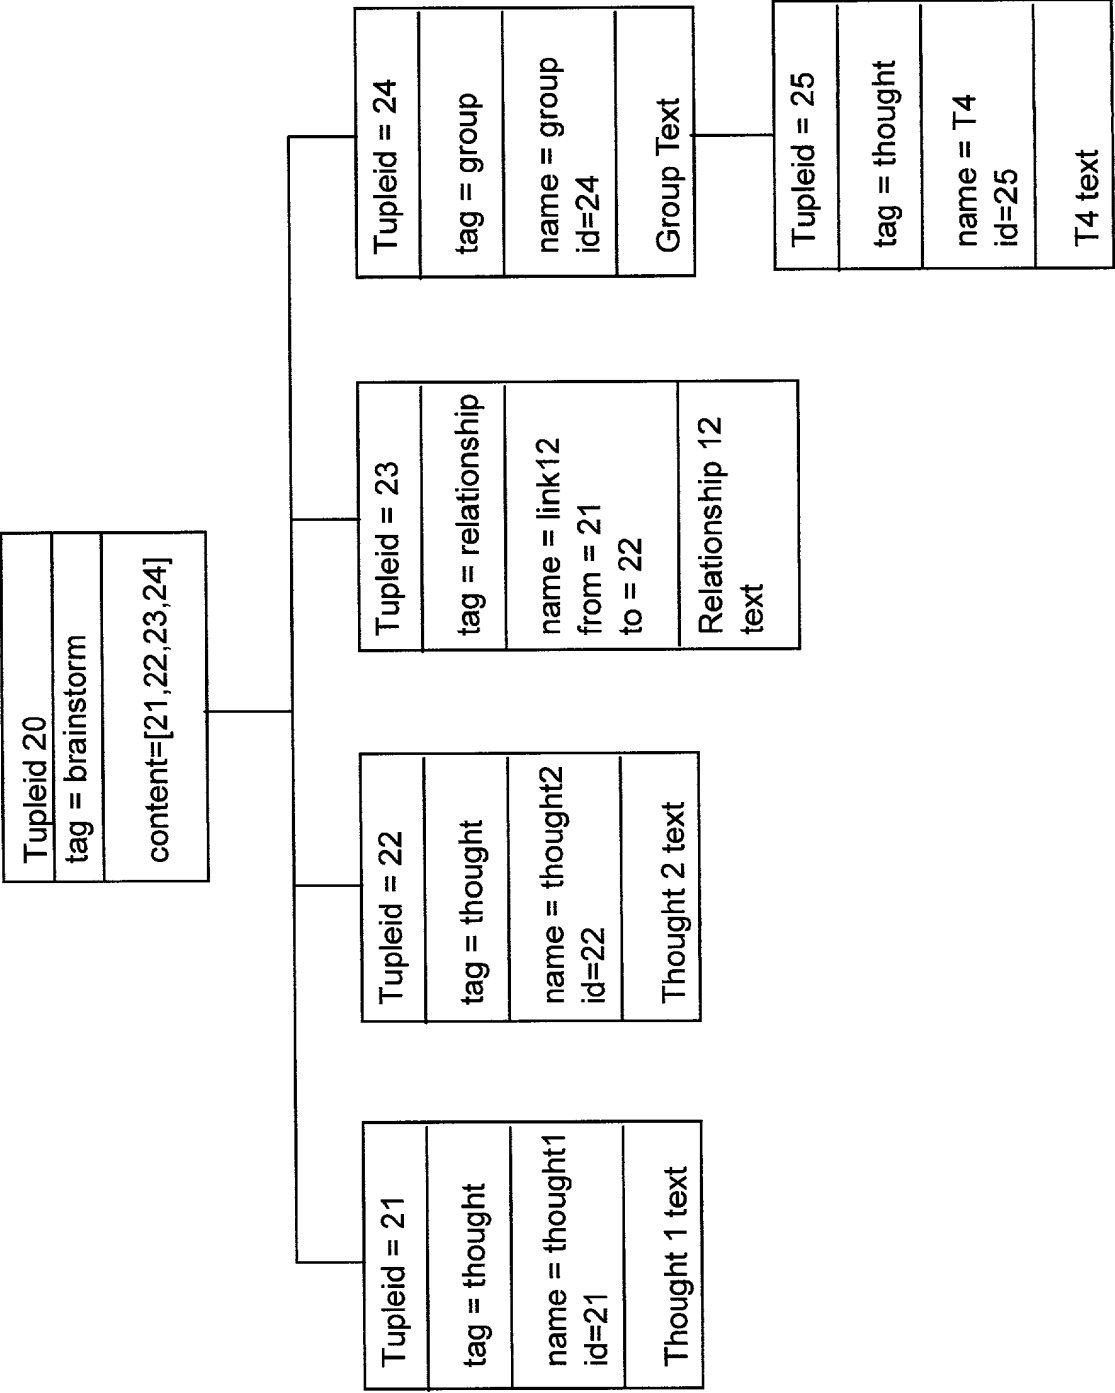 Tupleid 20
tag = brainstorm
content=[21,22,23,24]
Tupleid = 21
tag = thought
name = thought1
id=21
Thought 1 text
Tupleid = 22
tag = thought
name = thought2
id=22
Thought 2 text
Tupleid = 23
tag = relationship
name = link12
from = 21
to = 22
Relationship 12
text
Tupleid = 24
tag = group
name = group
id=24
Group Text
Tupleid = 25
tag = thought
name = T4
id=25
T4 text